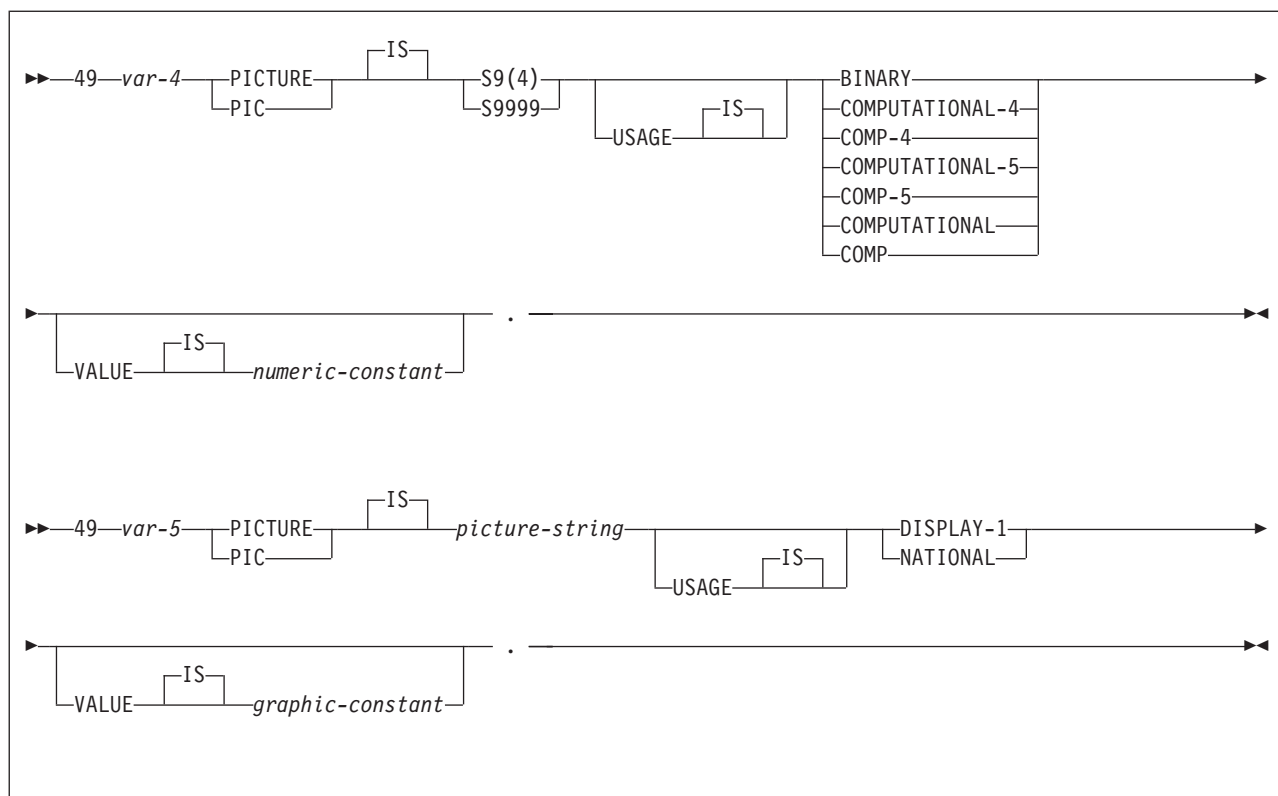 IS
49 var-4 PICTURE S9(4) BINARY
PIC S9999 IS COMPUTATIONAL-4
USAGE COMP-4
COMPUTATIONAL-5
COMP-5
COMPUTATIONAL
COMP
.
IS
VALUE numeric-constant
IS
49 var-5 PICTURE picture-string DISPLAY-1
PIC IS NATIONAL
USAGE
.
IS
VALUE graphic-constant